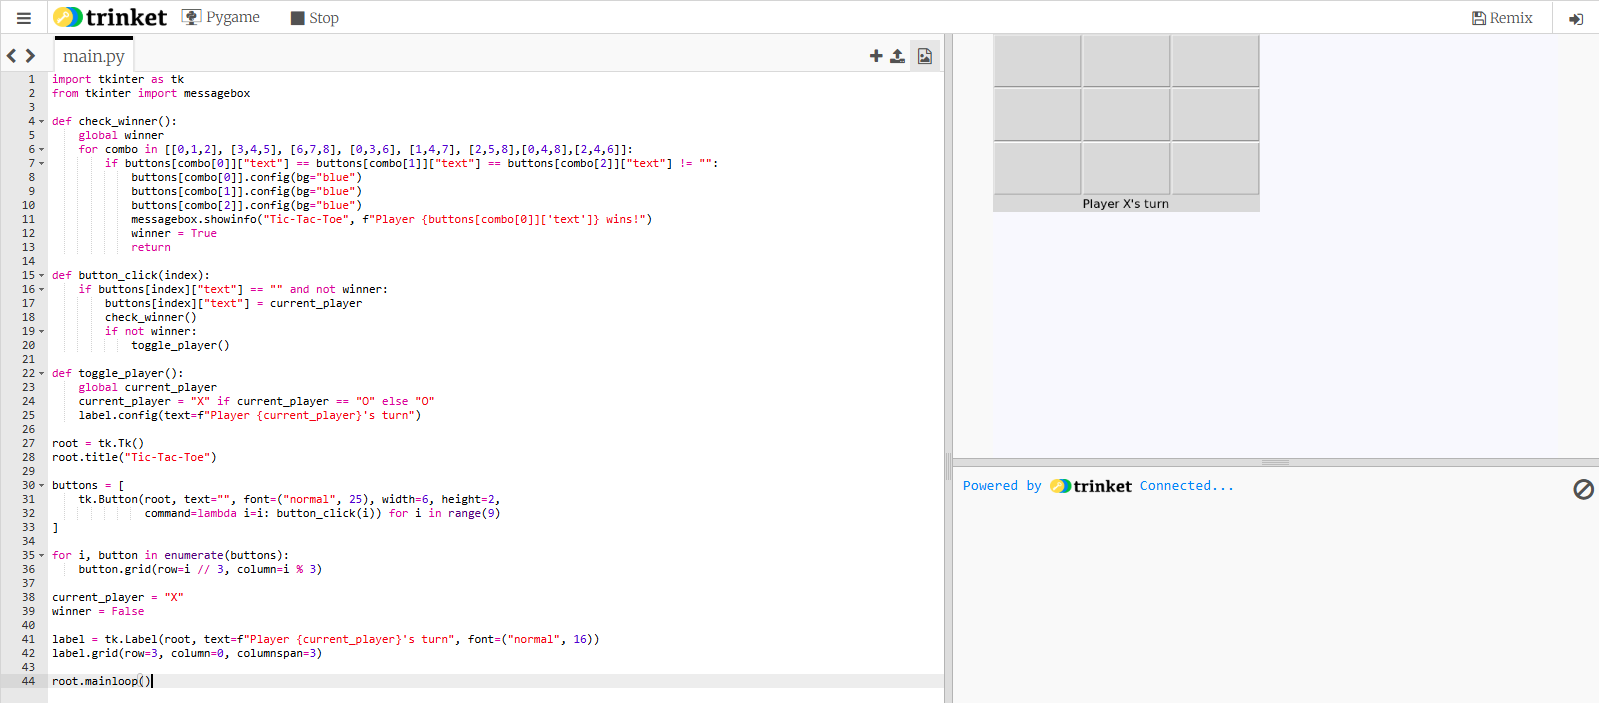 trinket Pygame Stop Remix
main.py
1 import tkinter as tk
2 from tkinter import messagebox
3
4 def check_winner():
5     global winner
6     for combo in [[0,1,2], [3,4,5], [6,7,8], [0,3,6], [1,4,7], [2,5,8],[0,4,8],[2,4,6]]:
7         if buttons[combo[0]]["text"] == buttons[combo[1]]["text"] == buttons[combo[2]]["text"] != "":
8             buttons[combo[0]].config(bg="blue")
9             buttons[combo[1]].config(bg="blue")
10             buttons[combo[2]].config(bg="blue")
11             messagebox.showinfo("Tic-Tac-Toe", f"Player {buttons[combo[0]]['text']} wins!")
12             winner = True
13             return
14
15 def button_click(index):
16     if buttons[index]["text"] == "" and not winner:
17         buttons[index]["text"] = current_player
18         check_winner()
19         if not winner:
20             toggle_player()
21
22 def toggle_player():
23     global current_player
24     current_player = "X" if current_player == "O" else "O"
25     label.config(text=f"Player {current_player}'s turn")
26
27 root = tk.Tk()
28 root.title("Tic-Tac-Toe")
29
30 buttons = [
31     tk.Button(root, text="", font=("normal", 25), width=6, height=2,
32               command=lambda i=i: button_click(i)) for i in range(9)
33 ]
34
35 for i, button in enumerate(buttons):
36     button.grid(row=i // 3, column=i % 3)
37
38 current_player = "X"
39 winner = False
40
41 label = tk.Label(root, text=f"Player {current_player}'s turn", font=("normal", 16))
42 label.grid(row=3, column=0, columnspan=3)
43
44 root.mainloop()
Player X's turn
Powered by trinket Connected...